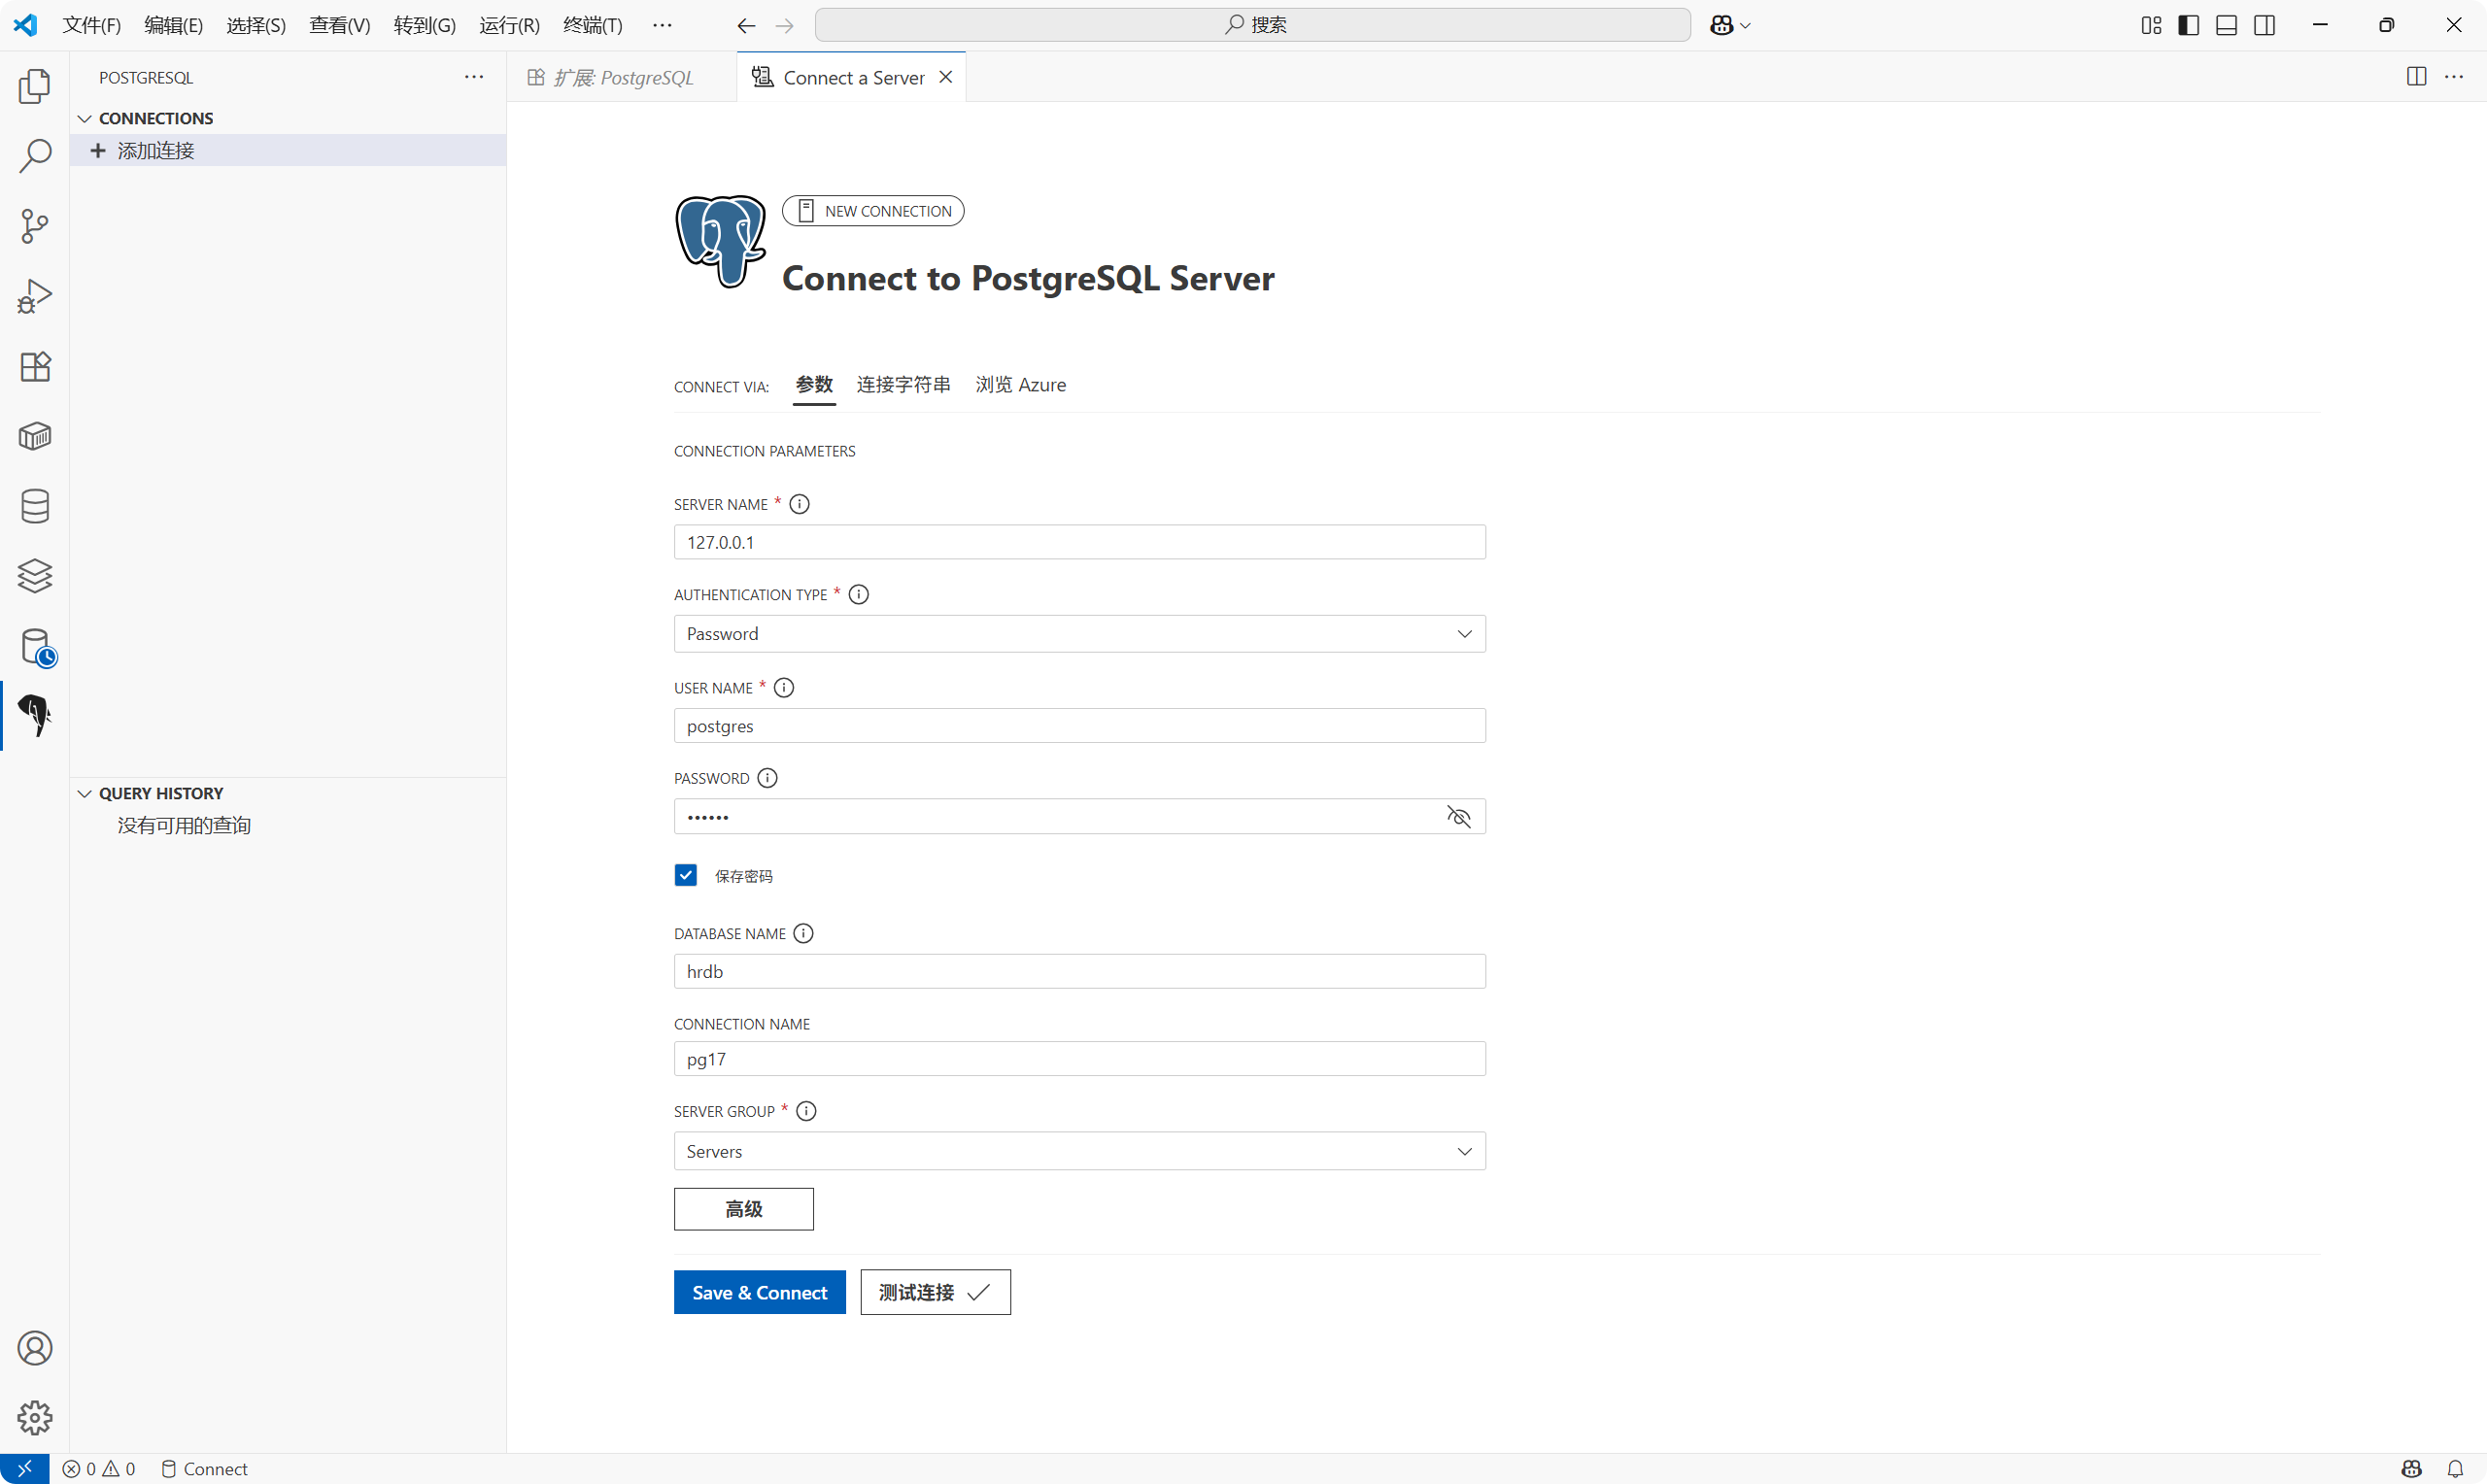 文件(F) 编辑(E) 选择(S) 查看(V) 转到(G) 运行(R) 终端(T) ··· 搜索
POSTGRESQL ···
扩展: PostgreSQL Connect a Server
CONNECTIONS
添加连接
NEW CONNECTION
Connect to PostgreSQL Server
CONNECT VIA: 参数 连接字符串 浏览 Azure
CONNECTION PARAMETERS
SERVER NAME *
127.0.0.1
AUTHENTICATION TYPE *
Password
USER NAME *
postgres
PASSWORD
••••••
保存密码
DATABASE NAME
hrdb
CONNECTION NAME
pg17
SERVER GROUP *
Servers
高级
Save & Connect 测试连接
QUERY HISTORY
没有可用的查询
0 0 Connect